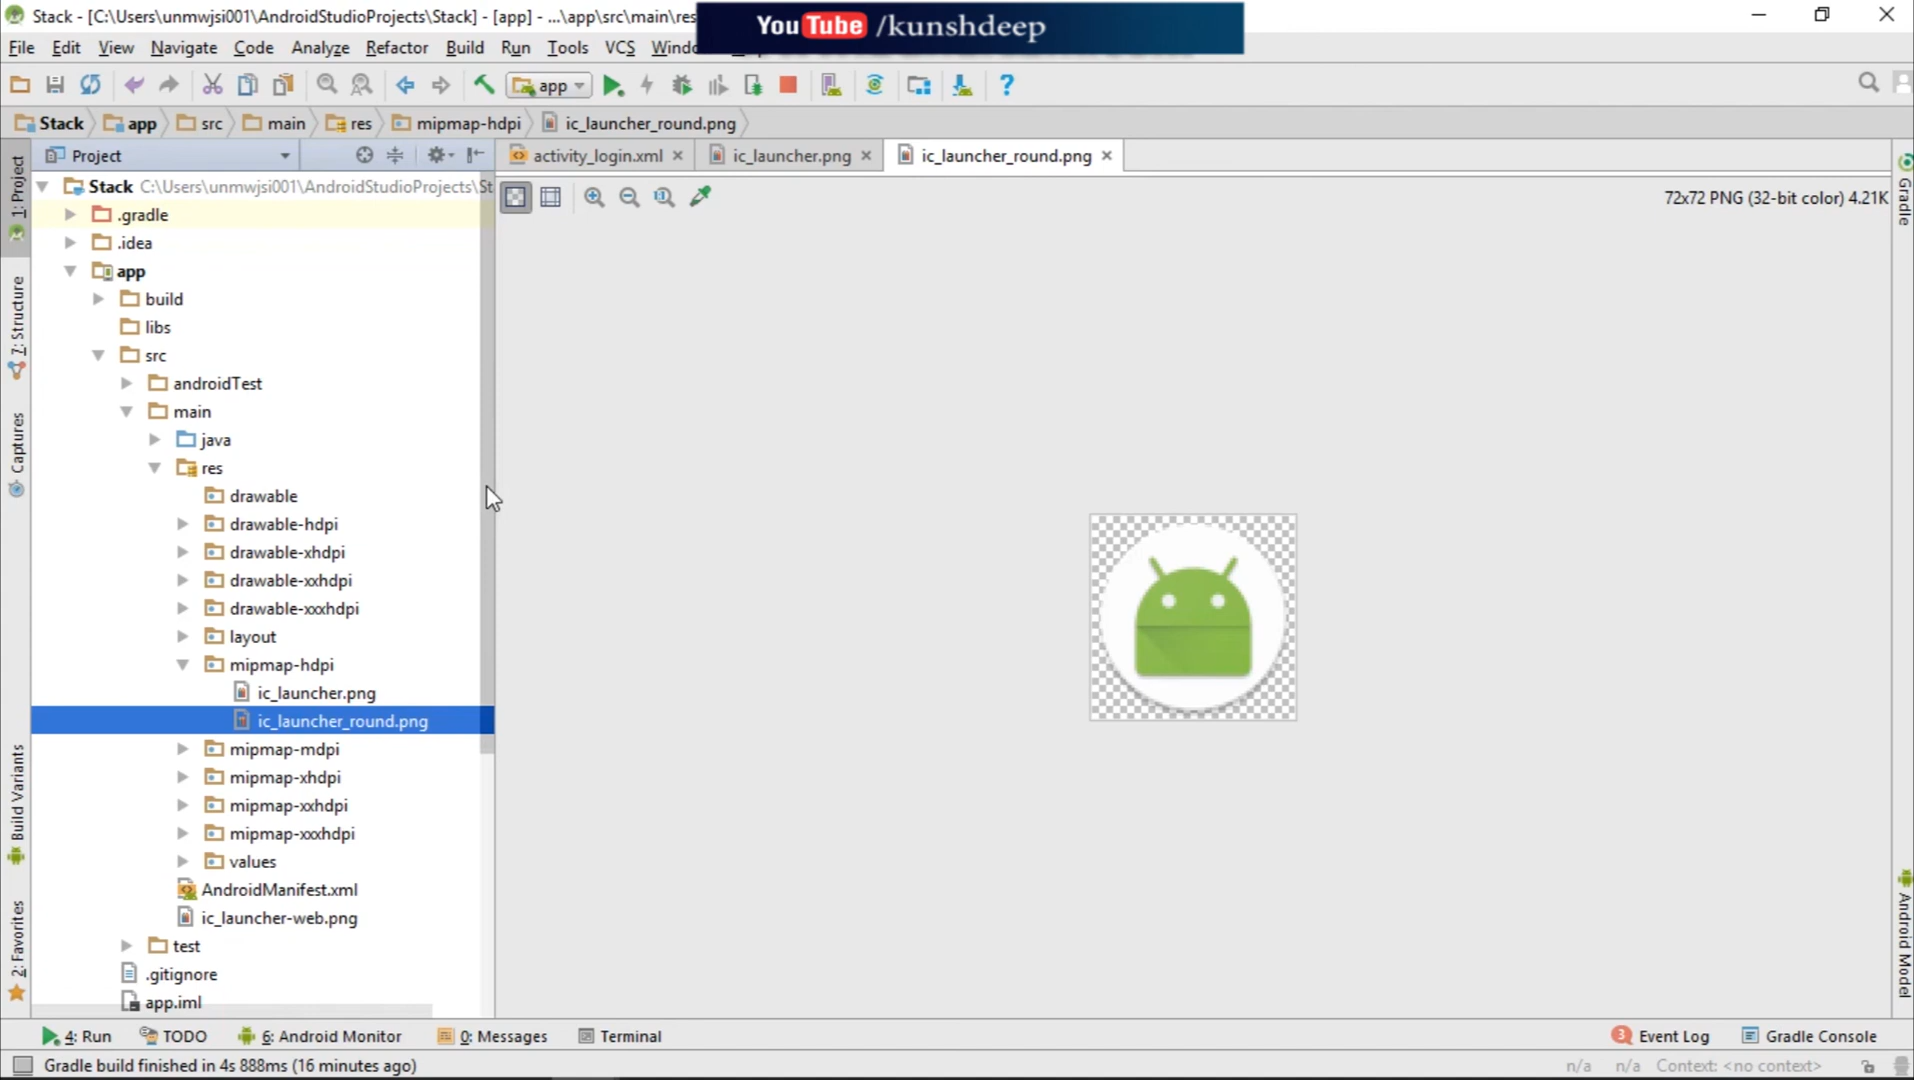 Stack - [C:\Users\unmwjsi001\AndroidStudioProjects\Stack] - [app] - ...\app\src\main\res
YouTube /kunshdeep
File Edit View Navigate Code Analyze Refactor Build Run Tools VCS
app
Stack app src main res mipmap-hdpi ic_launcher_round.png
Project
activity_login.xml ic_launcher.png ic_launcher_round.png
72x72 PNG (32-bit color) 4.21K
1: Project
7: Structure
Captures
Build Variants
2: Favorites
Stack C:\Users\unmwjsi001\AndroidStudioProjects\St
.gradle
.idea
app
build
libs
src
androidTest
main
java
res
drawable
drawable-hdpi
drawable-xhdpi
drawable-xxhdpi
drawable-xxxhdpi
layout
mipmap-hdpi
ic_launcher.png
ic_launcher_round.png
mipmap-mdpi
mipmap-xhdpi
mipmap-xxhdpi
mipmap-xxxhdpi
values
AndroidManifest.xml
ic_launcher-web.png
test
.gitignore
app.iml
Gradle
Android Model
4: Run TODO 6: Android Monitor 0: Messages Terminal
3 Event Log Gradle Console
Gradle build finished in 4s 888ms (16 minutes ago)
n/a n/a Context: <no context>